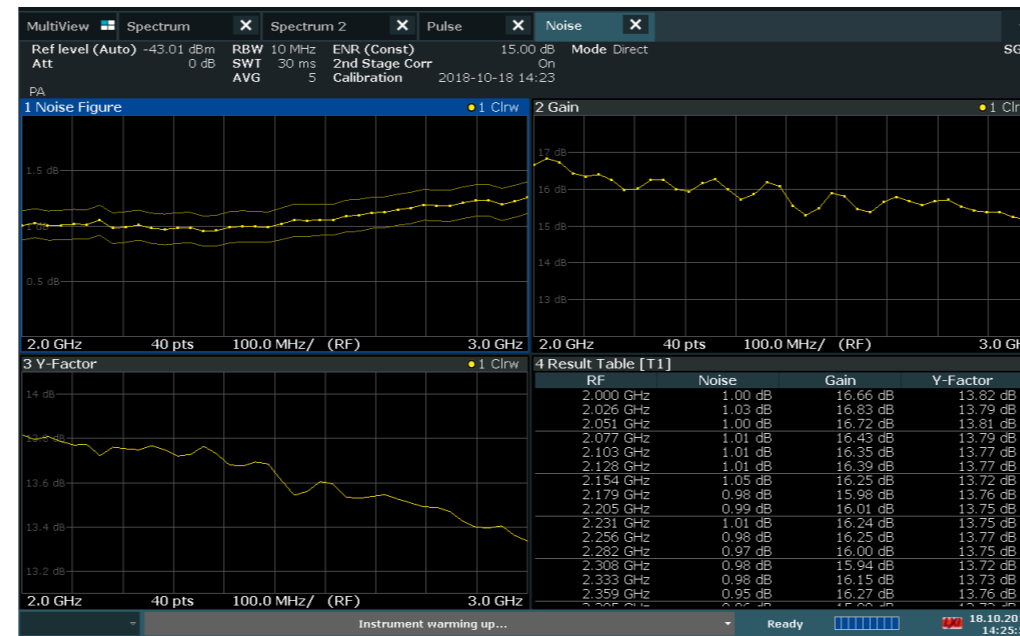 MultiView Spectrum Spectrum 2 Pulse Noise
Ref level (Auto) -43.01 dBm RBW 10 MHz ENR (Const) 15.00 dB Mode Direct SG
Att 0 dB SWT 30 ms 2nd Stage Corr On
AVG 5 Calibration 2018-10-18 14:23
PA
1 Noise Figure 1 Clrw
1.5 dB
1 dB
0.5 dB
2.0 GHz 40 pts 100.0 MHz/ (RF) 3.0 GHz
2 Gain 1 Clr
17 dB
16 dB
15 dB
14 dB
13 dB
2.0 GHz 40 pts 100.0 MHz/ (RF) 3.0 GH
3 Y-Factor 1 Clrw
14 dB
13.6 dB
13.4 dB
13.2 dB
2.0 GHz 40 pts 100.0 MHz/ (RF) 3.0 GHz
4 Result Table [T1]
RF Noise Gain Y-Factor
2.000 GHz 1.00 dB 16.66 dB 13.82 dB
2.026 GHz 1.03 dB 16.83 dB 13.79 dB
2.051 GHz 1.00 dB 16.72 dB 13.81 dB
2.077 GHz 1.01 dB 16.43 dB 13.79 dB
2.103 GHz 1.01 dB 16.35 dB 13.77 dB
2.128 GHz 1.01 dB 16.39 dB 13.77 dB
2.154 GHz 1.05 dB 16.25 dB 13.72 dB
2.179 GHz 0.98 dB 15.98 dB 13.76 dB
2.205 GHz 0.99 dB 16.01 dB 13.75 dB
2.231 GHz 1.01 dB 16.24 dB 13.75 dB
2.256 GHz 0.98 dB 16.25 dB 13.77 dB
2.282 GHz 0.97 dB 16.00 dB 13.75 dB
2.308 GHz 0.98 dB 15.94 dB 13.72 dB
2.333 GHz 0.98 dB 16.15 dB 13.73 dB
2.359 GHz 0.95 dB 16.27 dB 13.76 dB
Instrument warming up... Ready LXI 18.10.20
14:25: